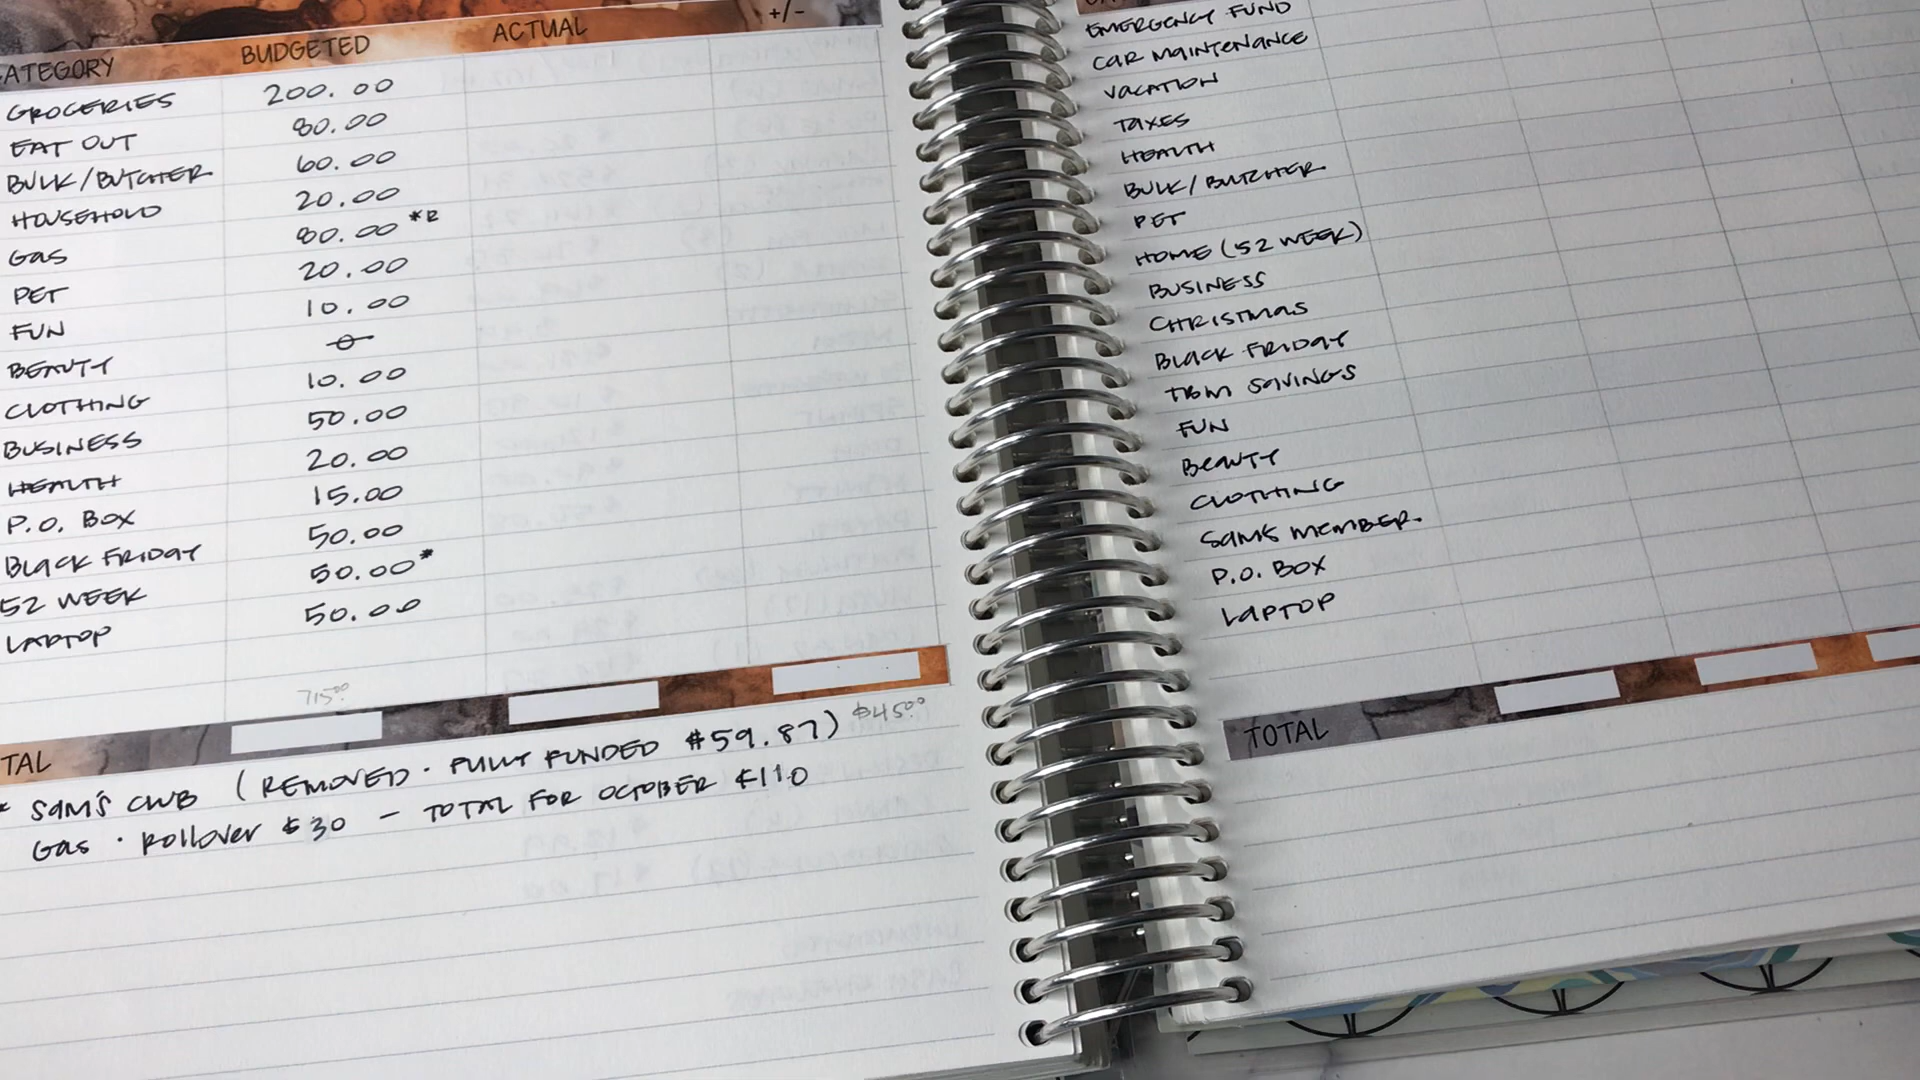 ATEGORY BUDGETED ACTUAL +/-
GROCERIES 200.00
EAT OUT 80.00
BULK/BUTCHER 60.00
HOUSEHOLD 20.00
GAS 80.00 *R
PET 20.00
FUN 10.00
BEAUTY 0
CLOTHING 10.00
BUSINESS 50.00
HEALTH 20.00
P.O. BOX 15.00
BLACK FRIDAY 50.00
52 WEEK 50.00*
LAPTOP 50.00
715.00
TAL
* SAM'S CLUB (REMOVED · FULLY FUNDED $59.87) $45.00
GAS · ROLLOVER $30 - TOTAL FOR OCTOBER $110
EMERGENCY FUND
CAR MAINTENANCE
VACATION
TAXES
HEALTH
BULK/BUTCHER
PET
HOME (52 WEEK)
BUSINESS
CHRISTMAS
BLACK FRIDAY
TBM SAVINGS
FUN
BEAUTY
CLOTHING
SAM'S MEMBER.
P.O. BOX
LAPTOP
TOTAL